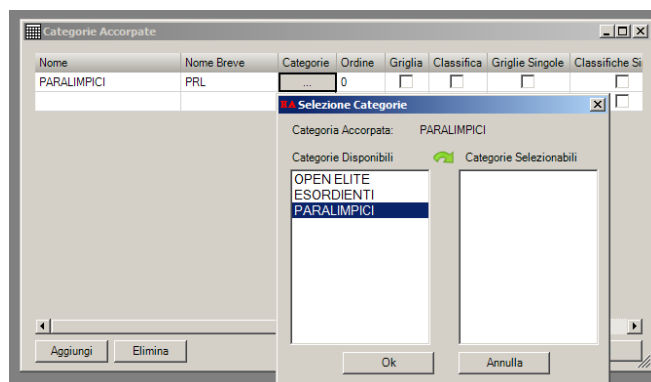 Categorie Accorpate
Nome Nome Breve Categorie Ordine Griglia Classifica Griglie Singole Classifiche Si
PARALIMPICI PRL ... 0
Selezione Categorie
Categoria Accorpata: PARALIMPICI
Categorie Disponibili Categorie Selezionabili
OPEN ELITE
ESORDIENTI
PARALIMPICI
Aggiungi Elimina
Ok Annulla